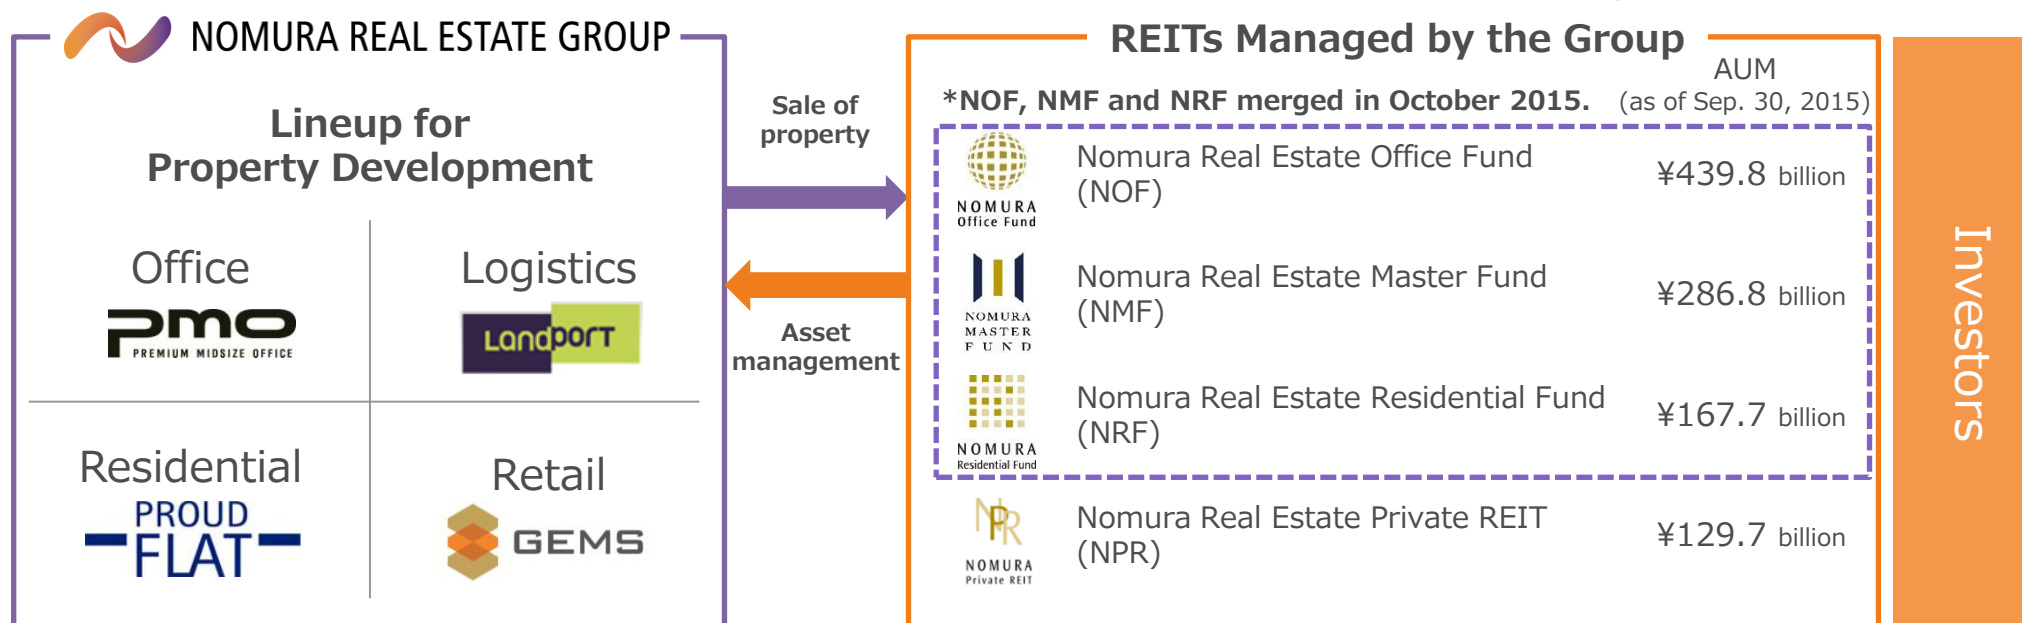 NOMURA REAL ESTATE GROUP
Lineup for
Property Development
Office
PMO
PREMIUM MIDSIZE OFFICE
Logistics
Landport
Residential
PROUD
FLAT
Retail
GEMS
Sale of
property
Asset
management
REITs Managed by the Group
AUM
*NOF, NMF and NRF merged in October 2015. (as of Sep. 30, 2015)
NOMURA
Office Fund
Nomura Real Estate Office Fund
(NOF)
¥439.8 billion
NOMURA
MASTER
FUND
Nomura Real Estate Master Fund
(NMF)
¥286.8 billion
NOMURA
Residential Fund
Nomura Real Estate Residential Fund
(NRF)
¥167.7 billion
NPR
NOMURA
Private REIT
Nomura Real Estate Private REIT
(NPR)
¥129.7 billion
Investors